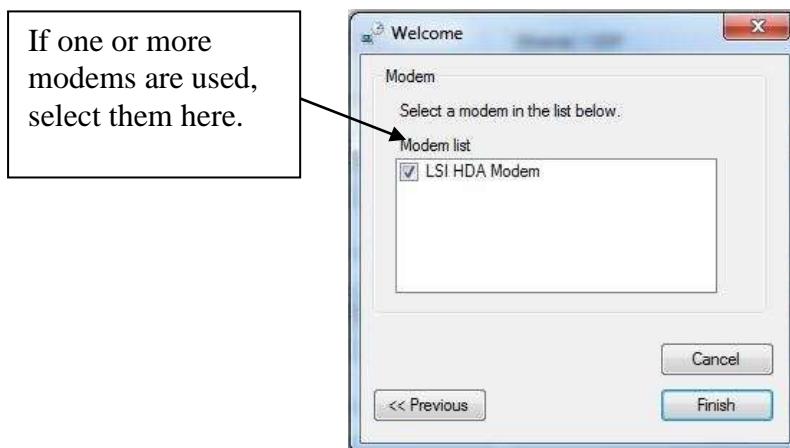 If one or more
modems are used,
select them here.
Welcome
Modem
Select a modem in the list below.
Modem list
LSI HDA Modem
Cancel
<< Previous
Finish